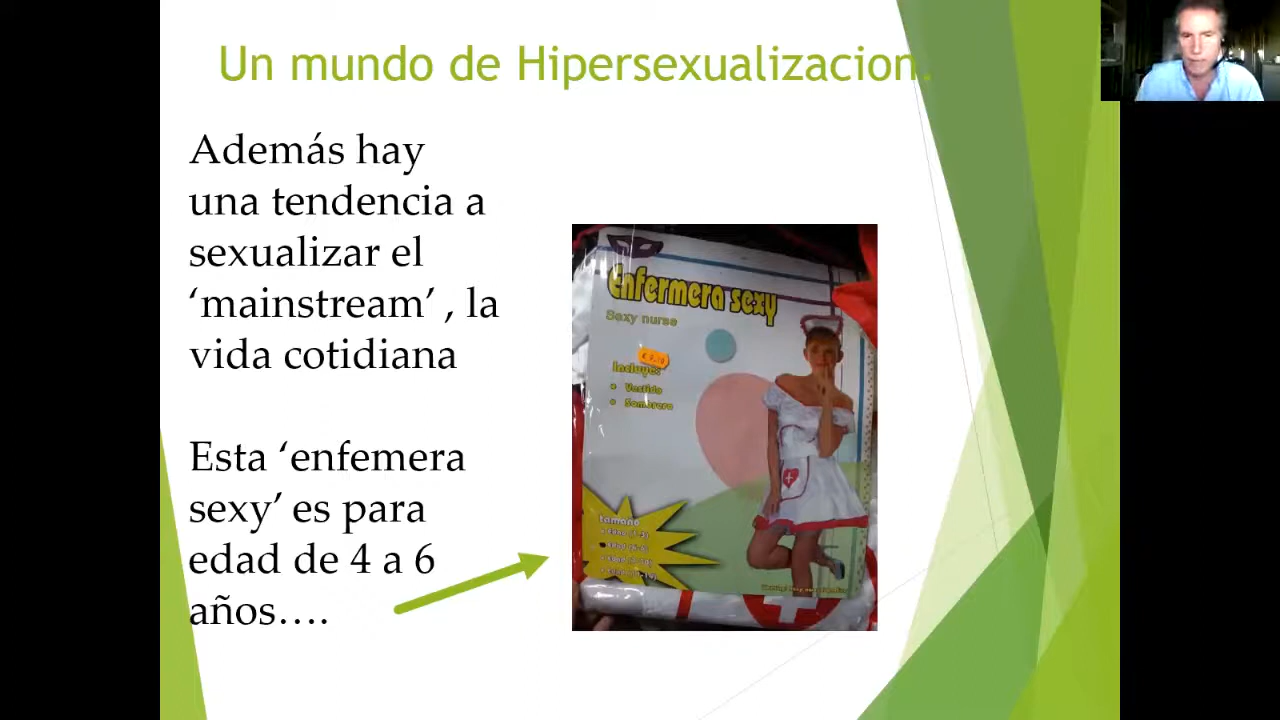 Un mundo de Hipersexualizacion.
Además hay
una tendencia a
sexualizar el
‘mainstream’ , la
vida cotidiana
Esta ‘enfemera
sexy’ es para
edad de 4 a 6
años….
Enfermera sexy
Sexy nurse
Incluye:
• Vestido
• Sombrero
tamaño